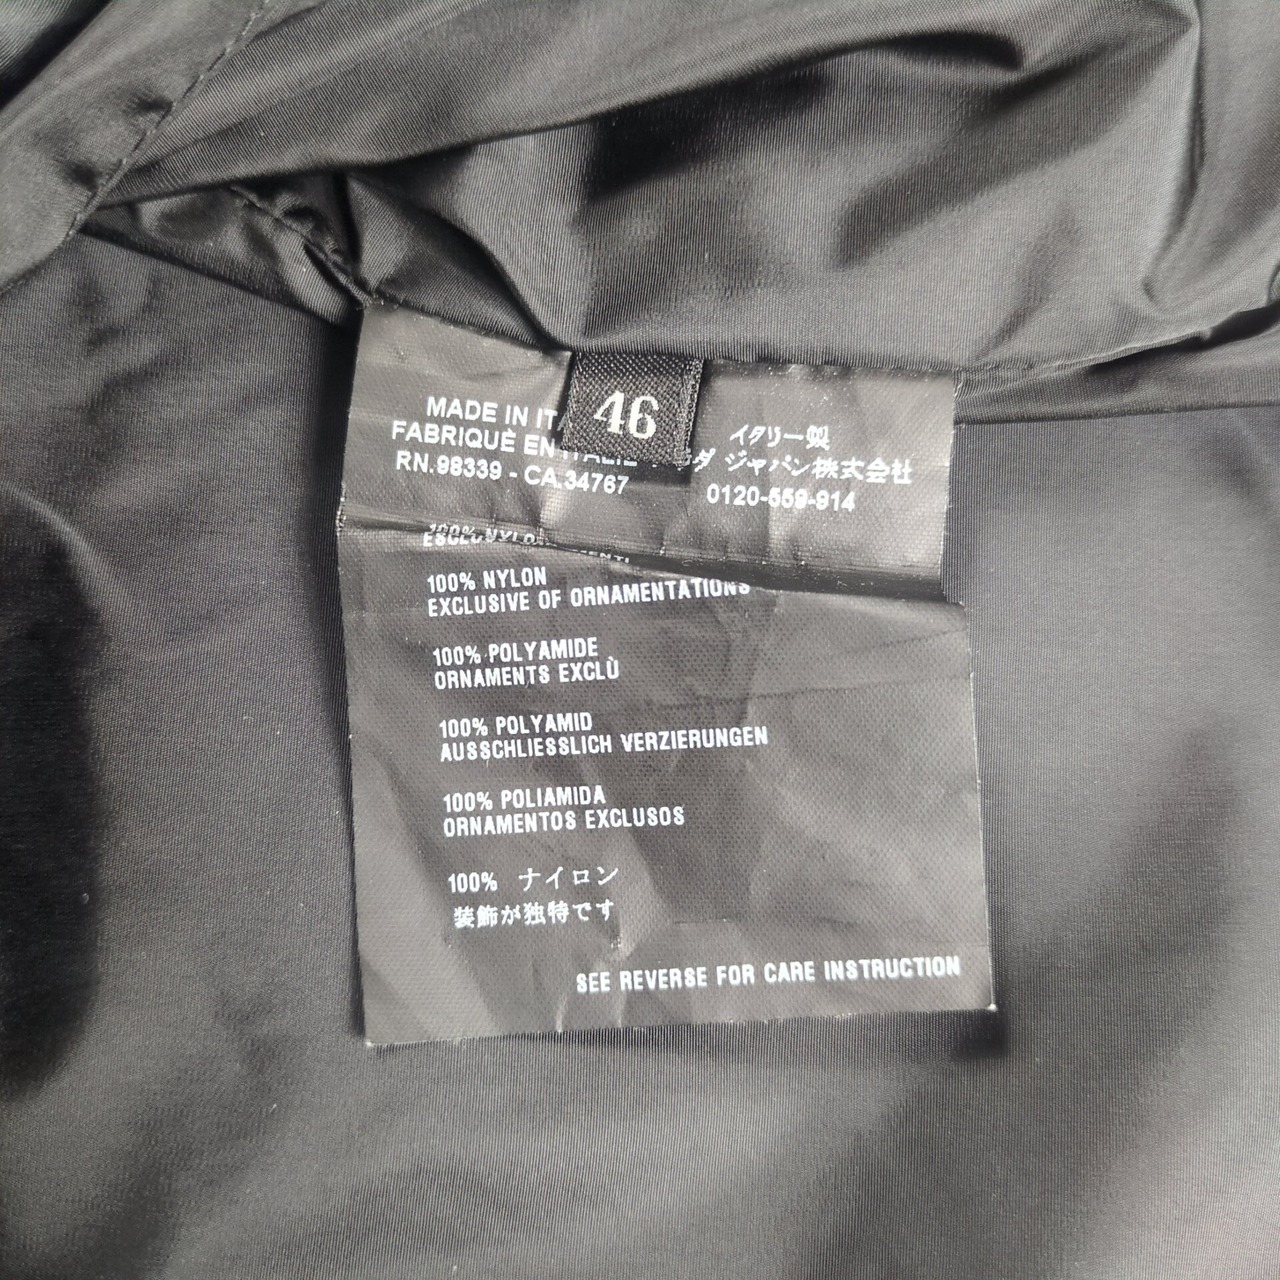 MADE IN IT
46
FABRIQUÈ EN ITALIE
RN.98339 - CA.34767
イタリー製
ダ ジャパン株式会社
0120-559-914
100% NYLON
EXCLUSIVE OF ORNAMENTATIONS
100% POLYAMIDE
ORNAMENTS EXCLÙ
100% POLYAMID
AUSSCHLIESSLICH VERZIERUNGEN
100% POLIAMIDA
ORNAMENTOS EXCLUSOS
100% ナイロン
装飾が独特です
SEE REVERSE FOR CARE INSTRUCTION